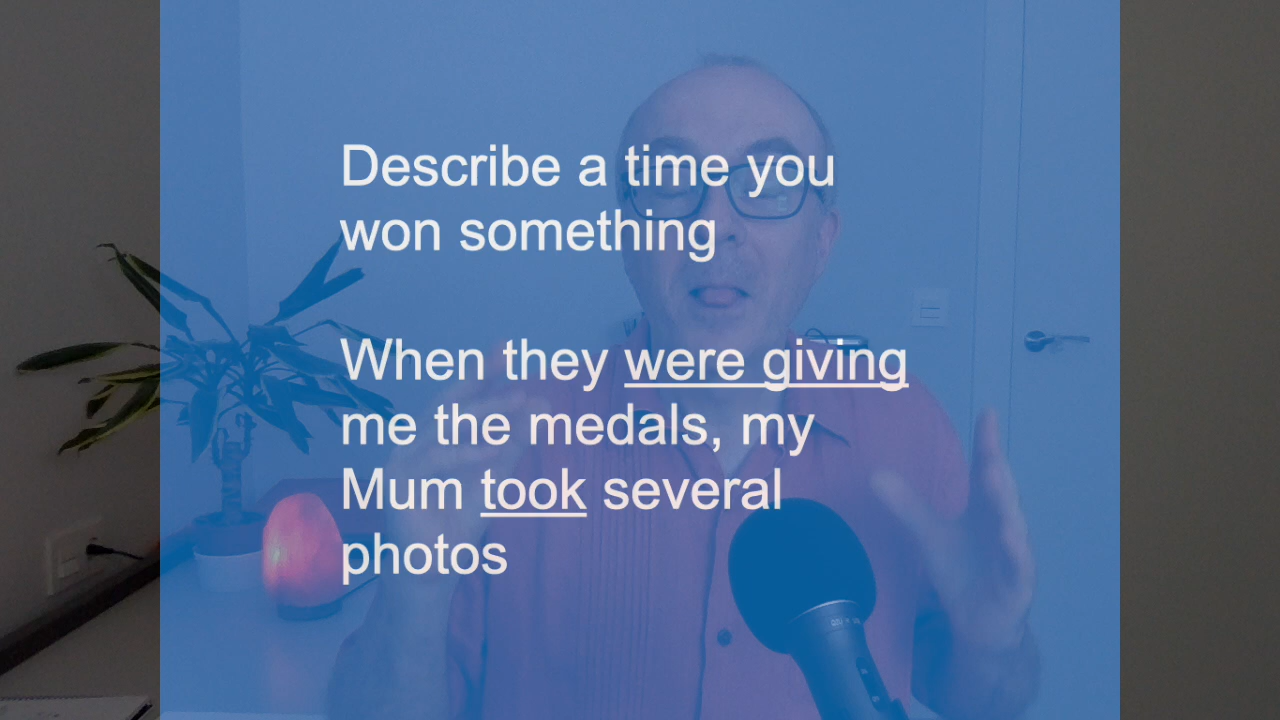 Describe a time you
won something
When they were giving
me the medals, my
Mum took several
photos